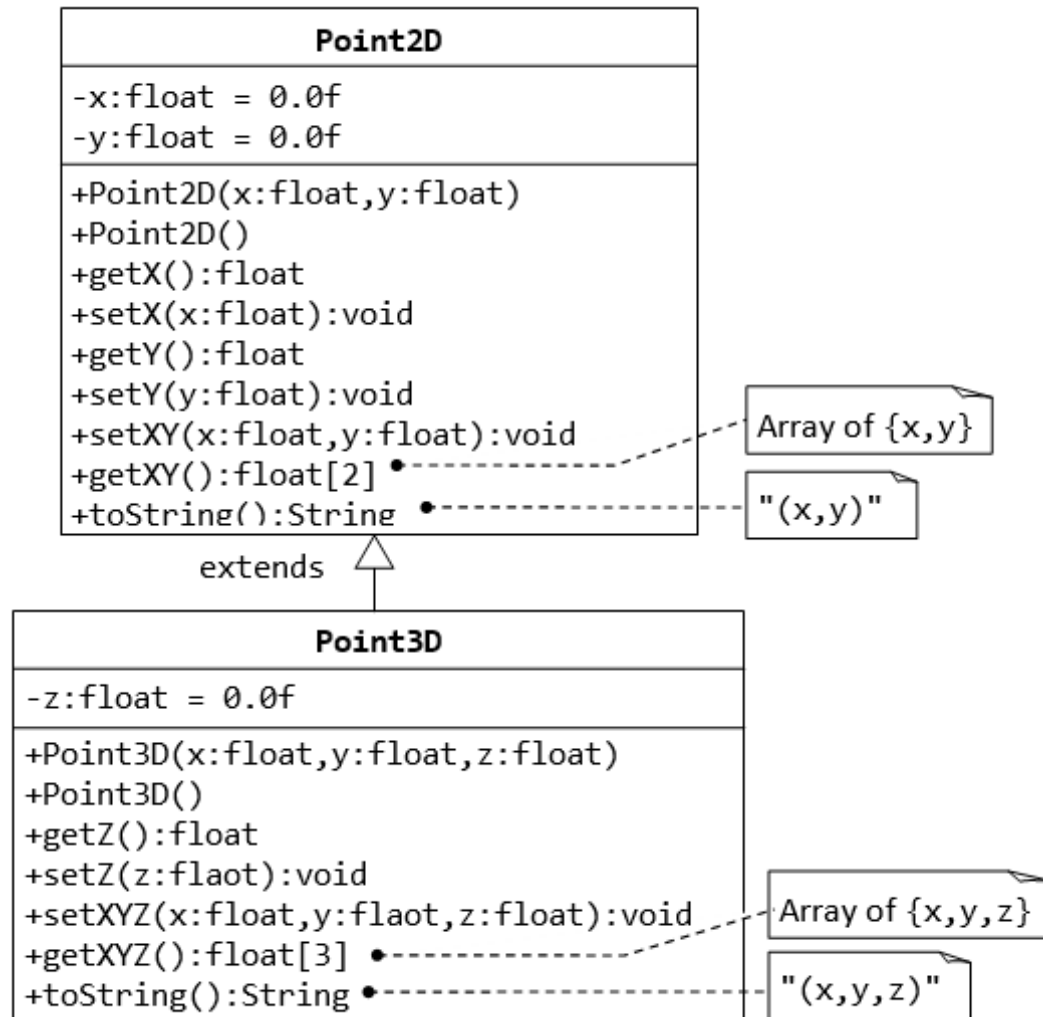 Point2D
-x:float = 0.0f
-y:float = 0.0f
+Point2D(x:float,y:float)
+Point2D()
+getX():float
+setX(x:float):void
+getY():float
+setY(y:float):void
+setXY(x:float,y:float):void
+getXY():float[2]
Array of {x,y}
+toString():String
"(x,y)"
extends
Point3D
-z:float = 0.0f
+Point3D(x:float,y:float,z:float)
+Point3D()
+getZ():float
+setZ(z:flaot):void
+setXYZ(x:float,y:flaot,z:float):void
+getXYZ():float[3]
Array of {x,y,z}
+toString():String
"(x,y,z)"